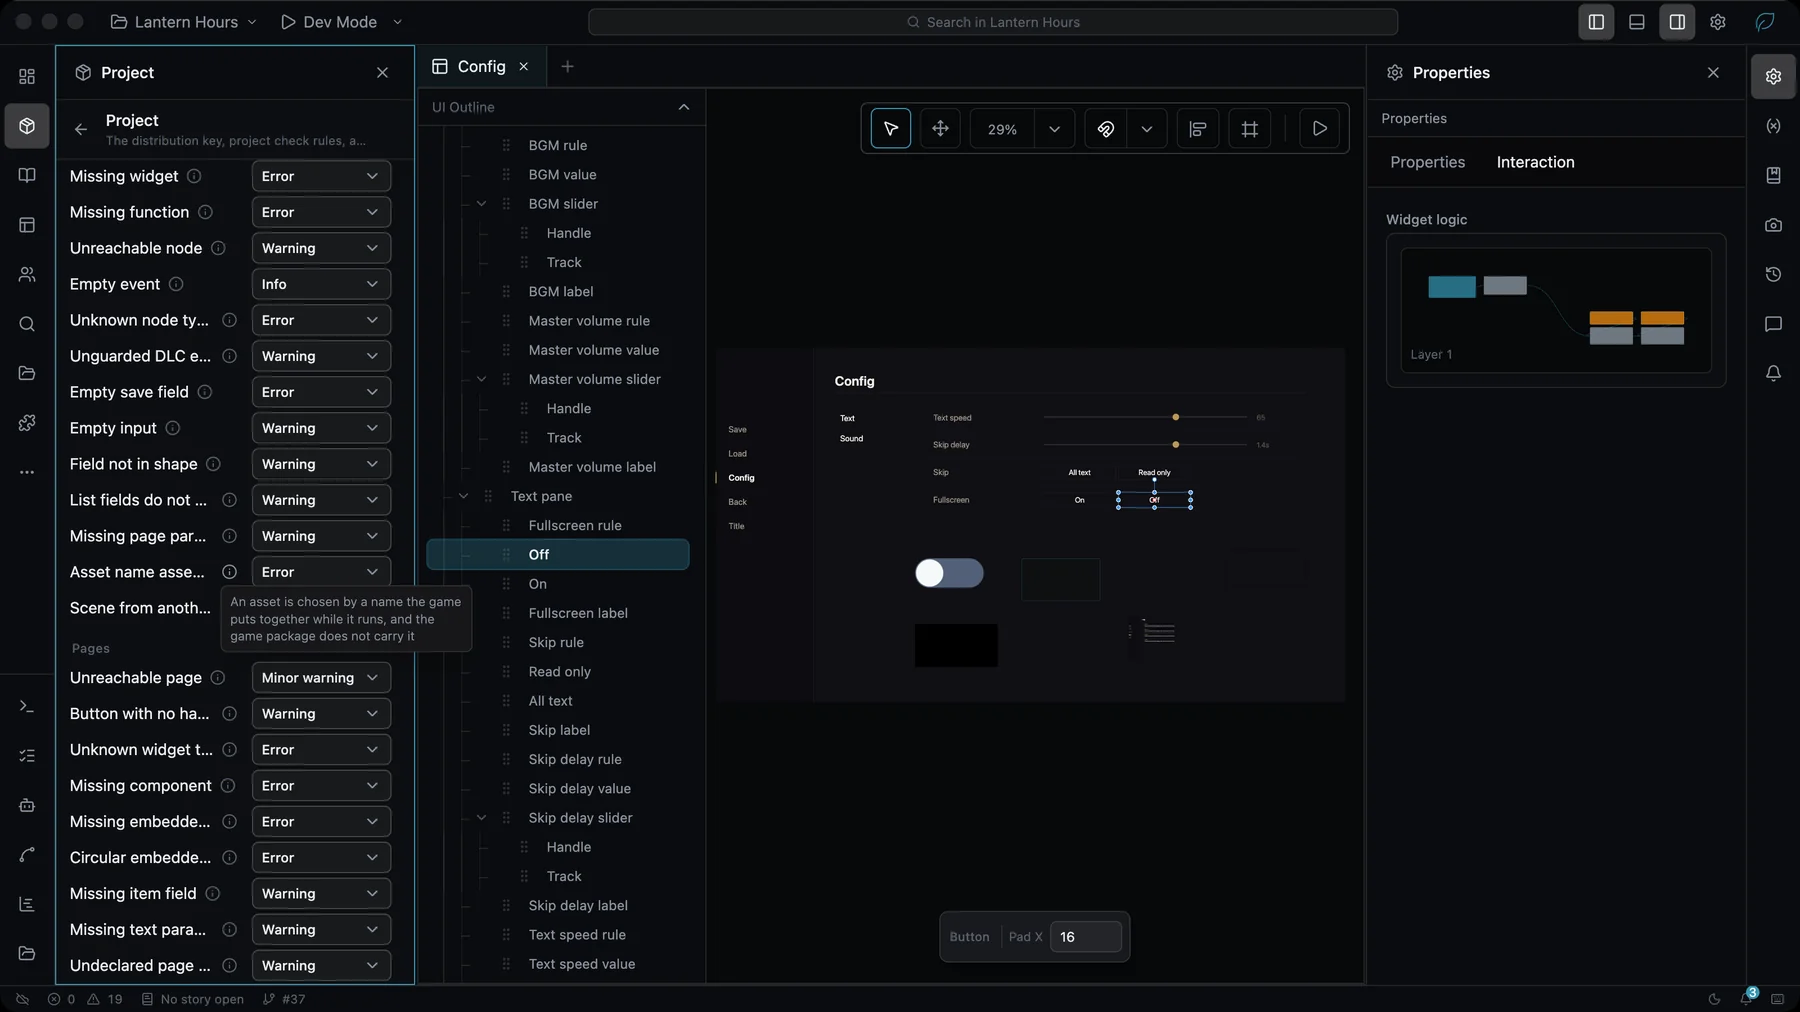 Lantern Hours
Dev Mode
Search in Lantern Hours
Project
Project
The distribution key, project check rules, a...
Missing widget
Error
Missing function
Error
Unreachable node
Warning
Empty event
Info
Unknown node ty...
Error
Unguarded DLC e...
Warning
Empty save field
Error
Empty input
Warning
Field not in shape
Warning
List fields do not ...
Warning
Missing page par...
Warning
Asset name asse...
Error
Scene from anoth...
An asset is chosen by a name the game
puts together while it runs, and the
game package does not carry it
Pages
Unreachable page
Minor warning
Button with no ha...
Warning
Unknown widget t...
Error
Missing component
Error
Missing embedde...
Error
Circular embedde...
Error
Missing item field
Warning
Missing text para...
Warning
Undeclared page ...
Warning
Config
UI Outline
BGM rule
BGM value
BGM slider
Handle
Track
BGM label
Master volume rule
Master volume value
Master volume slider
Handle
Track
Master volume label
Text pane
Fullscreen rule
Off
On
Fullscreen label
Skip rule
Read only
All text
Skip label
Skip delay rule
Skip delay value
Skip delay slider
Handle
Track
Skip delay label
Text speed rule
Text speed value
29%
Config
Save
Load
Config
Back
Title
Text
Sound
Text speed
65
Skip delay
1.4s
Skip
All text
Read only
Fullscreen
On
Off
Button
Pad X
16
Properties
Properties
Properties
Interaction
Widget logic
Layer 1
0
19
No story open
#37
3